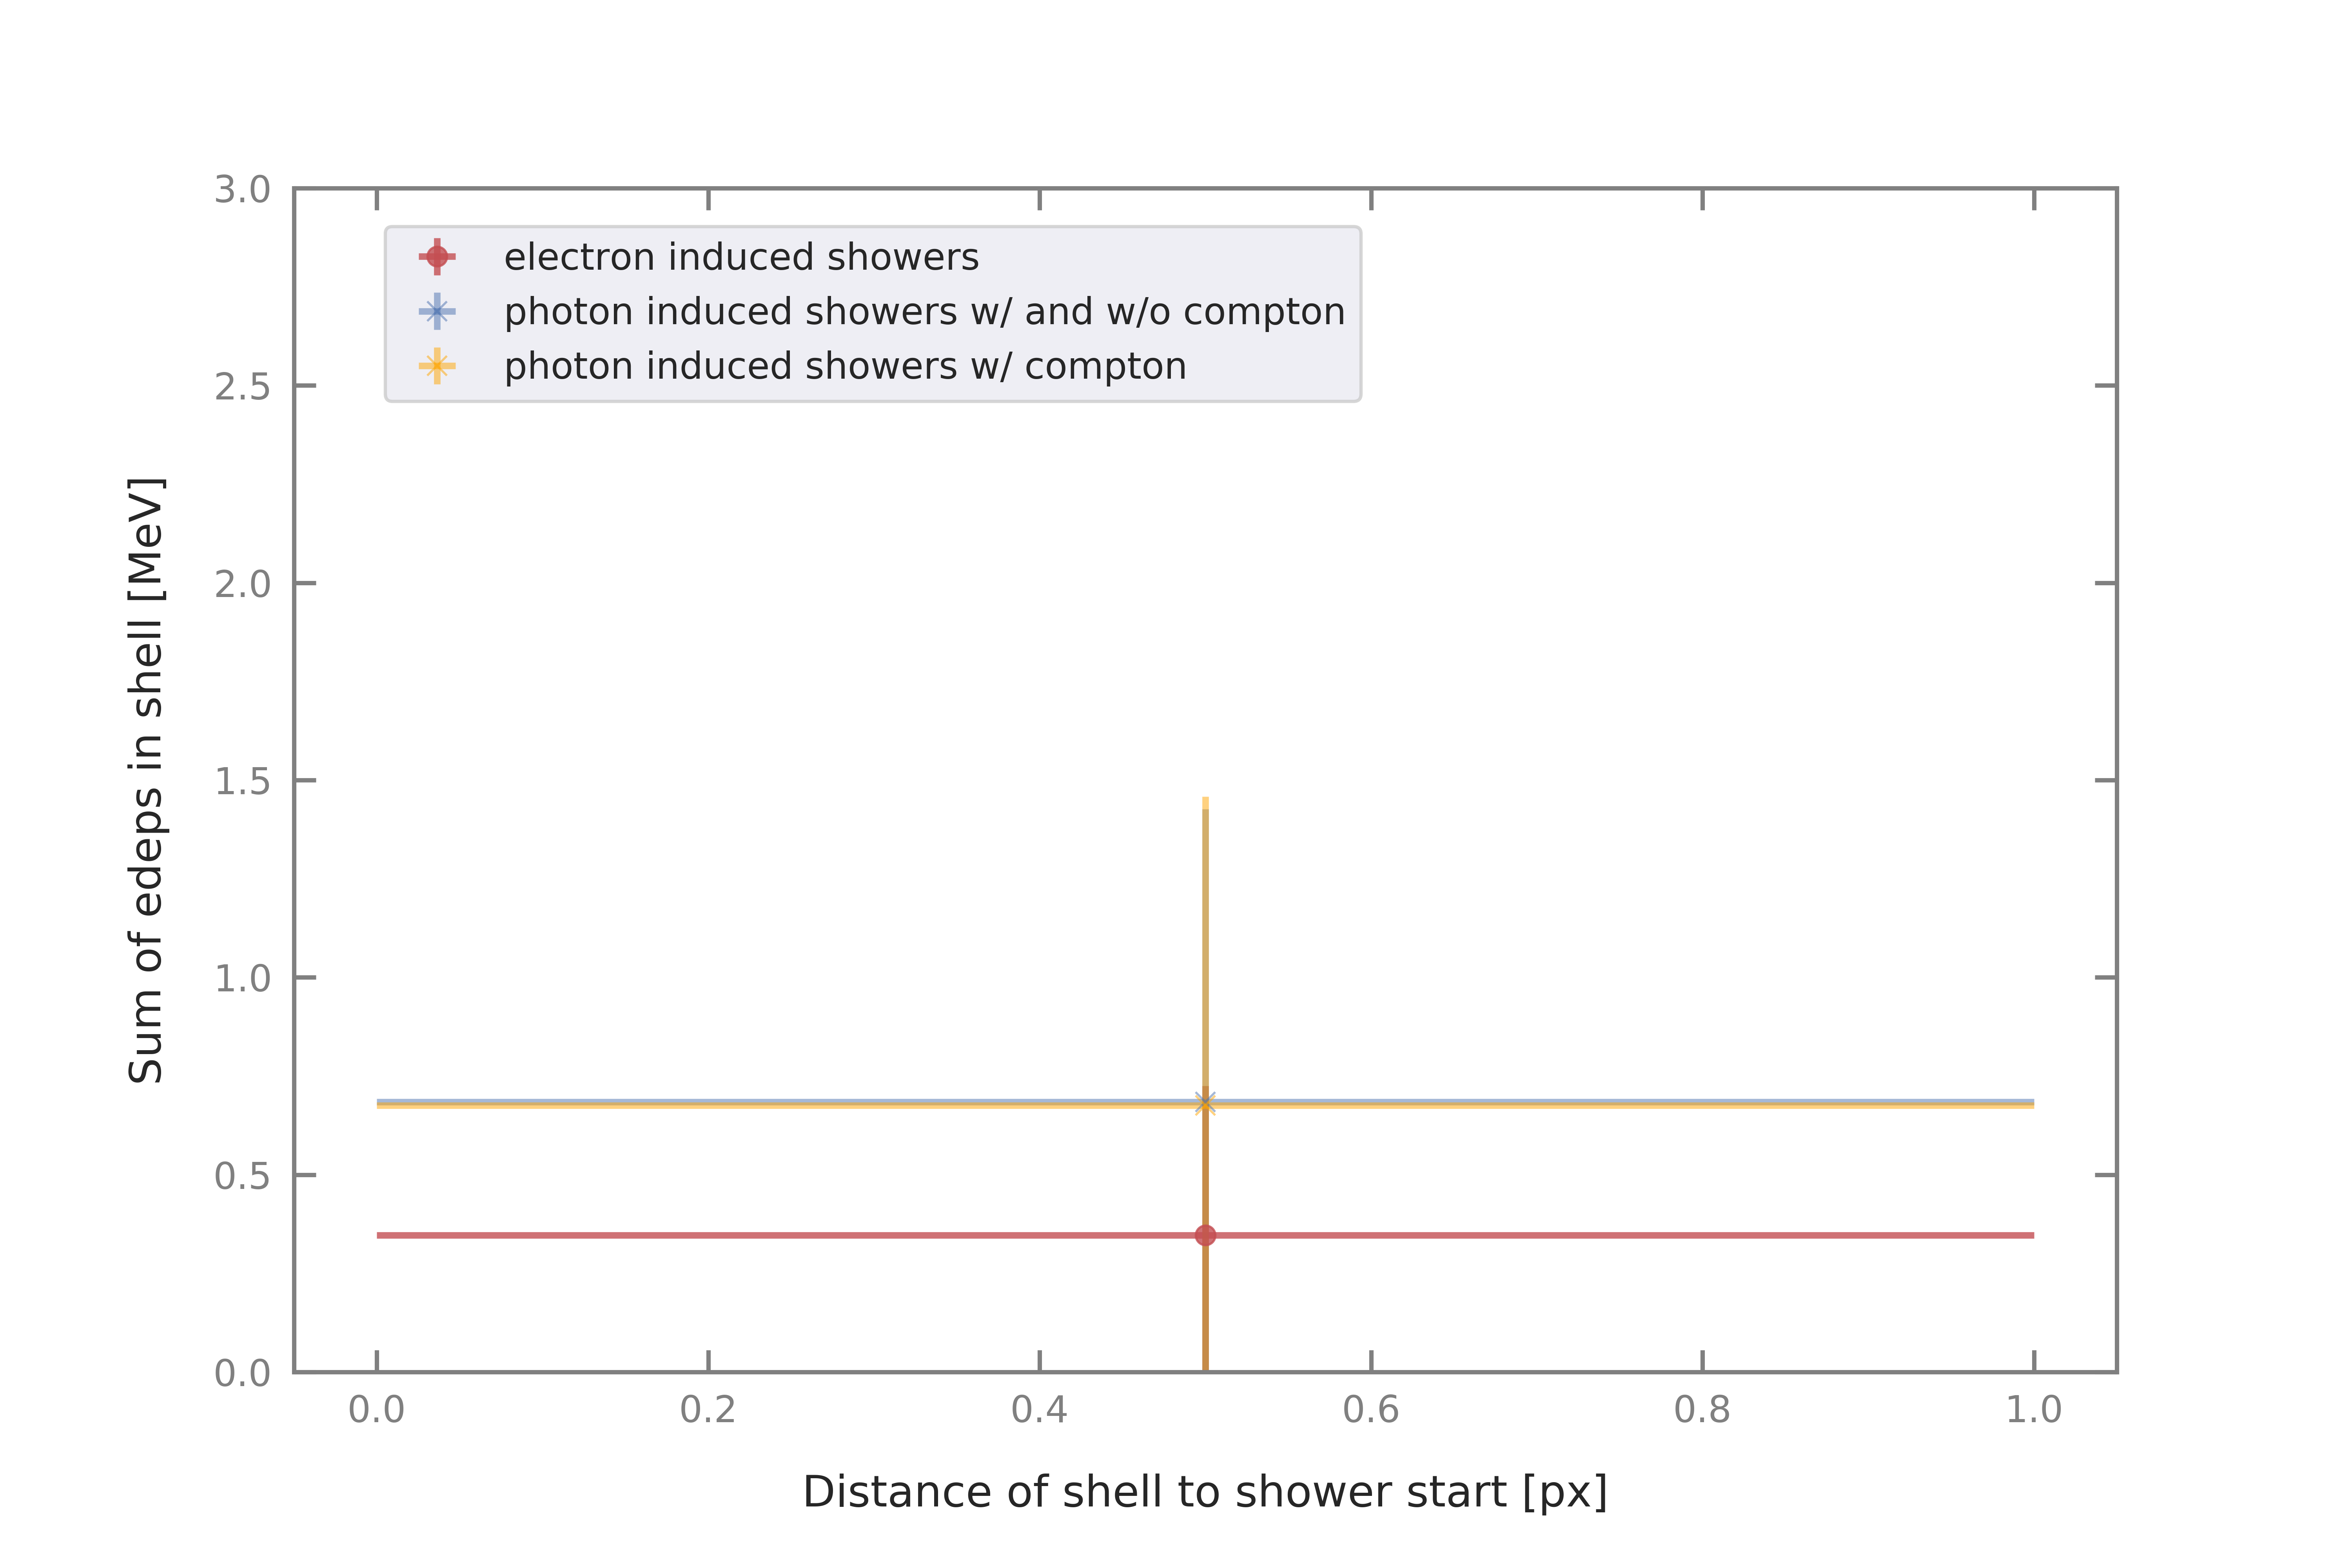 3.0
electron induced showers
photon induced showers w/ and w/o compton
photon induced showers w/ compton
2.5
2.0
1.5
1.0
0.5
0.0
Sum of edeps in shell [MeV]
0.0 0.2 0.4 0.6 0.8 1.0
Distance of shell to shower start [px]